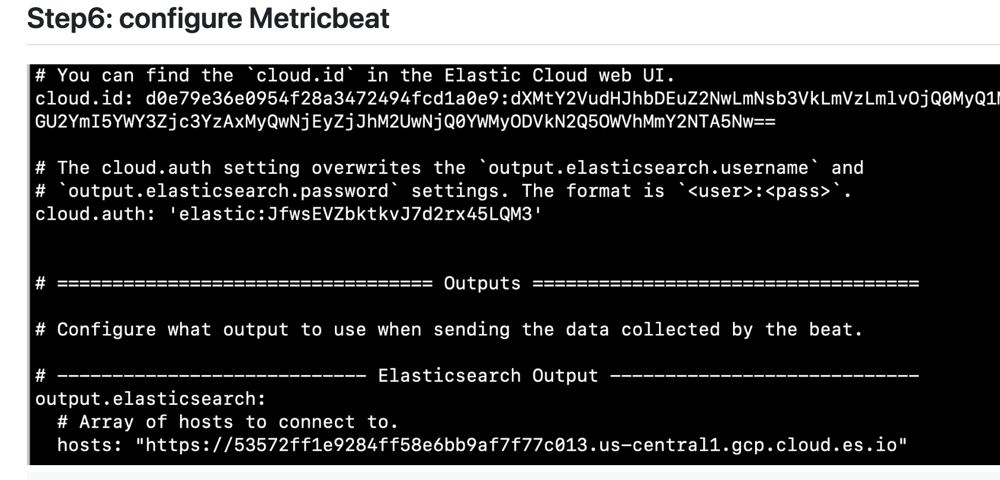 Step6: configure Metricbeat
# You can find the `cloud.id` in the Elastic Cloud web UI.
cloud.id: d0e79e36e0954f28a3472494fcd1a0e9:dXMtY2VudHJhbDEuZ2NwLmNsb3VkLmVzLmlvOjQ0MyQ1
GU2YmI5YWY3Zjc3YzAxMyQwNjEyZjJhM2UwNjQ0YWMyODVkN2Q5OWVhMmY2NTA5Nw==
# The cloud.auth setting overwrites the `output.elasticsearch.username` and
# `output.elasticsearch.password` settings. The format is `<user>:<pass>`.
cloud.auth: 'elastic:JfwsEVZbktkvJ7d2rx45LQM3'
# ================================== Outputs ===================================
# Configure what output to use when sending the data collected by the beat.
# ---------------------------- Elasticsearch Output ----------------------------
output.elasticsearch:
  # Array of hosts to connect to.
  hosts: "https://53572ff1e9284ff58e6bb9af7f77c013.us-central1.gcp.cloud.es.io"